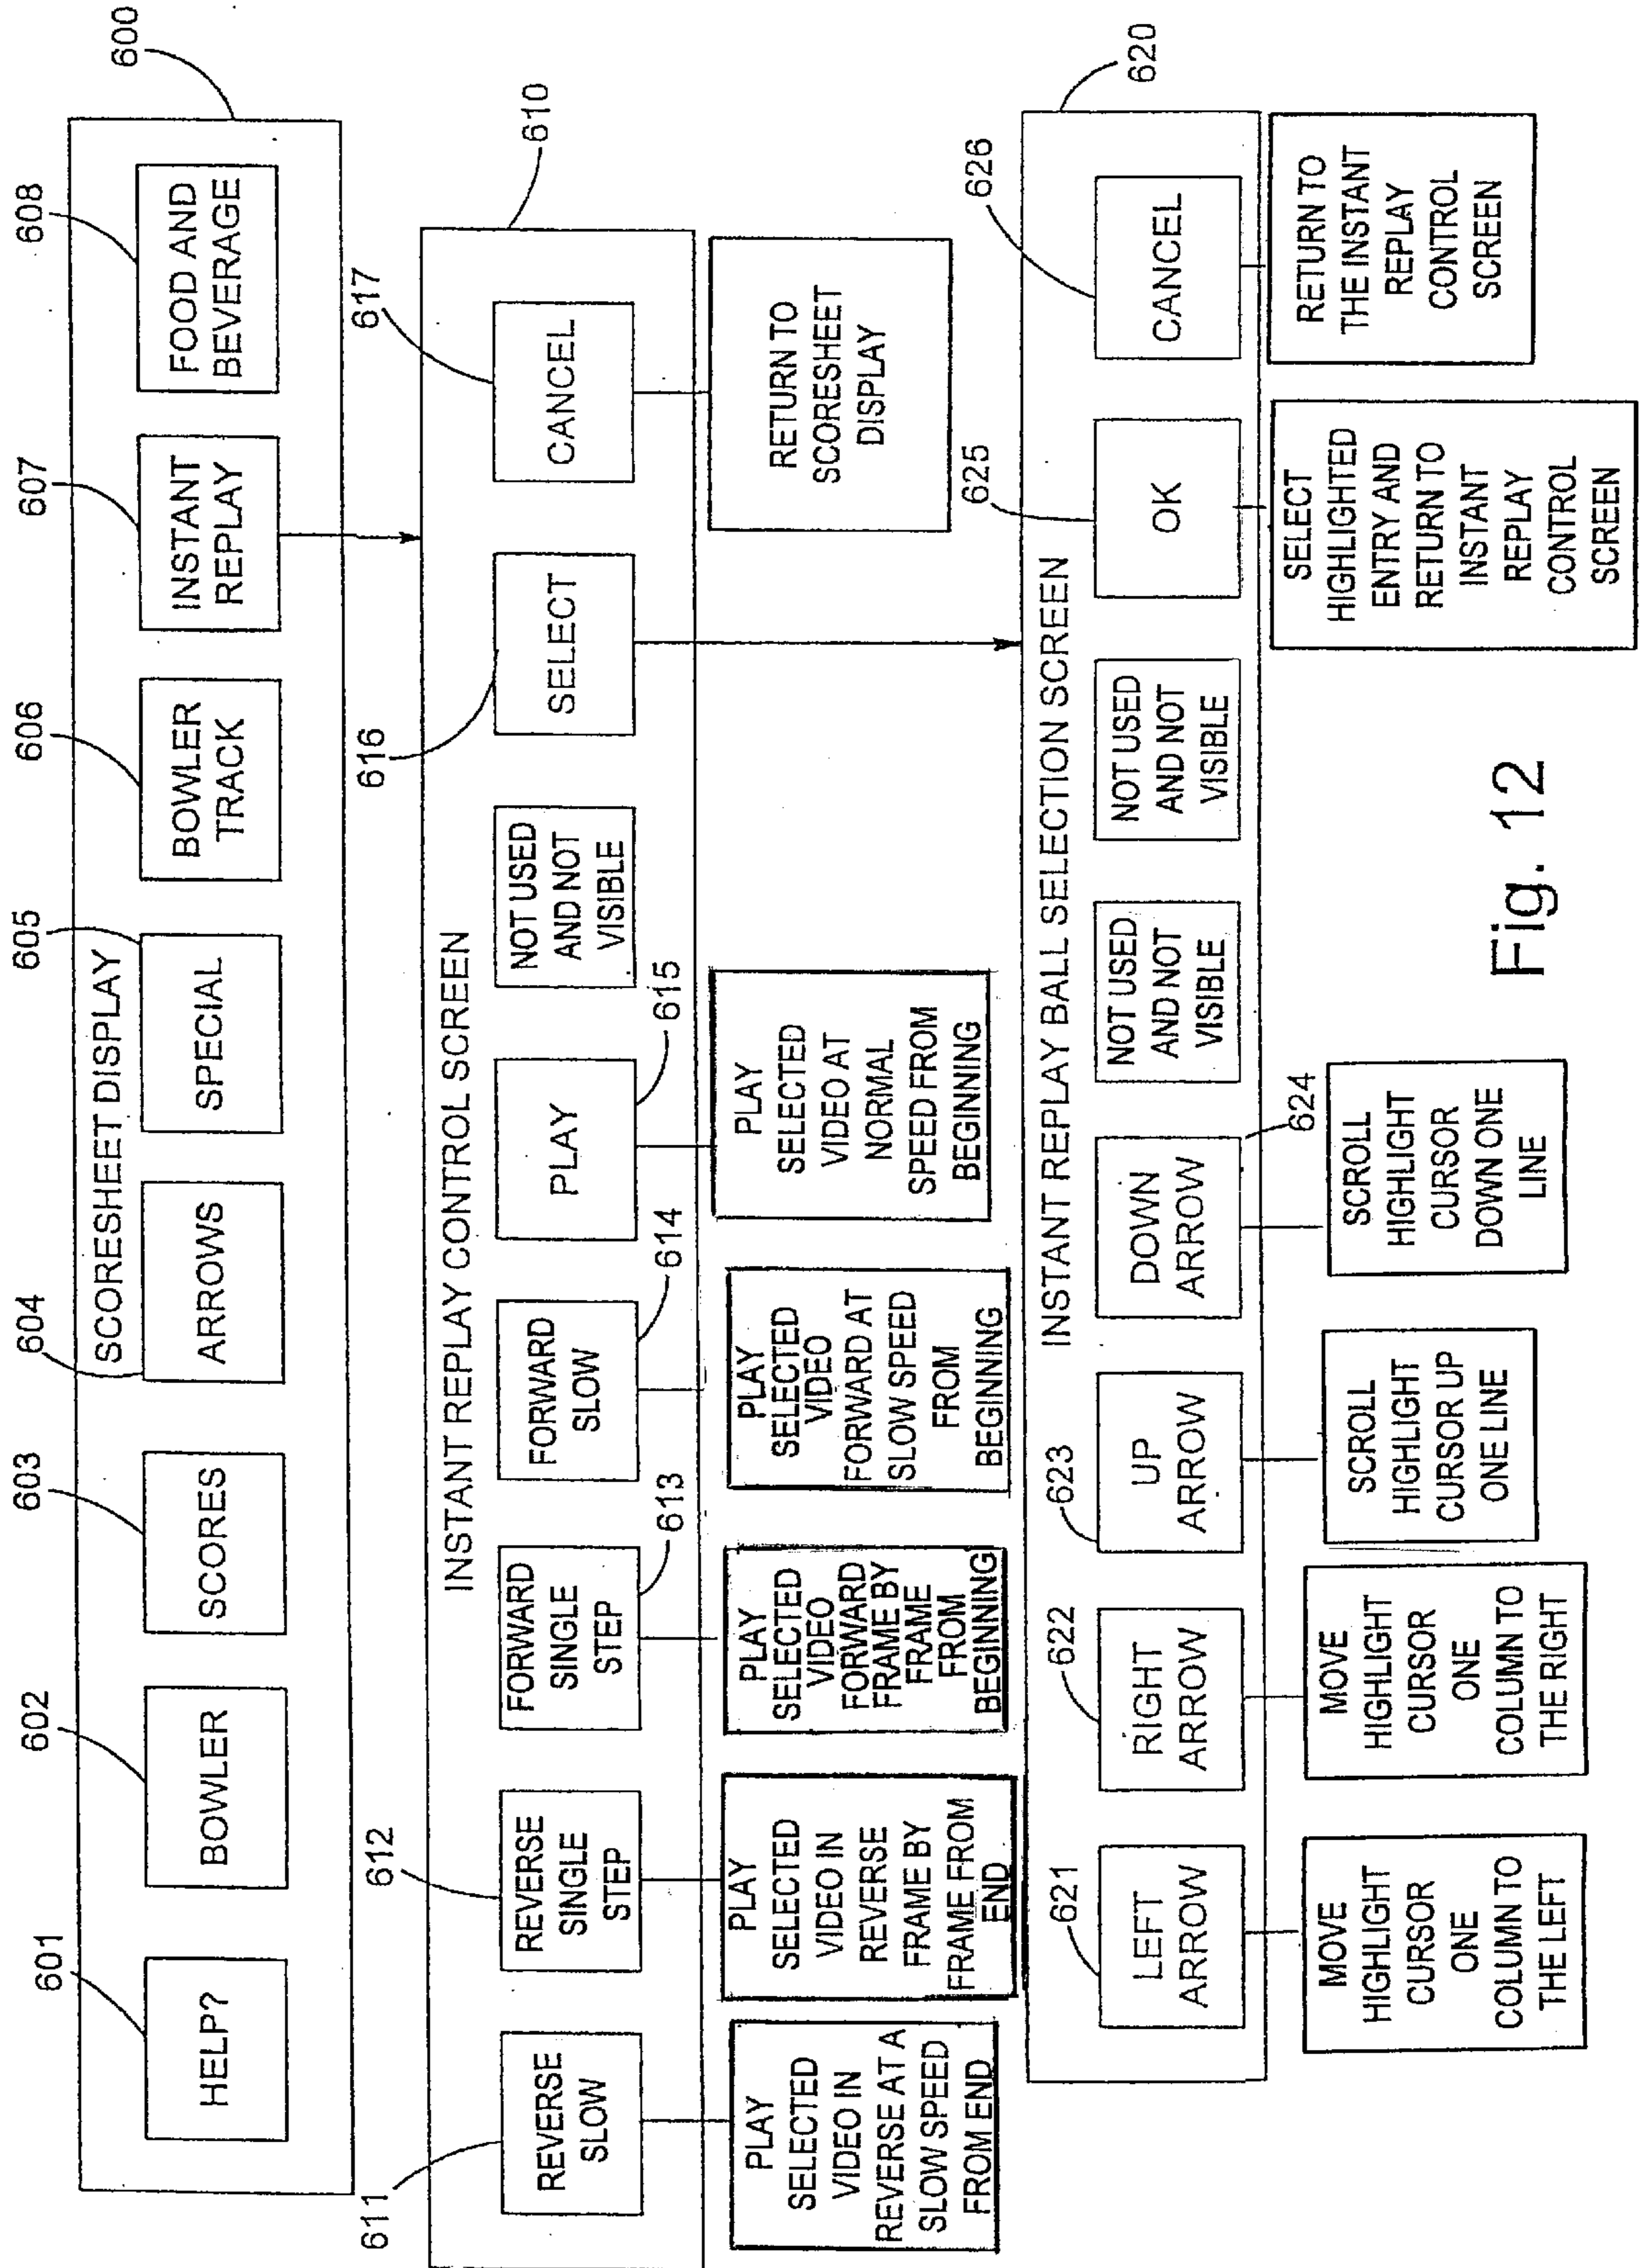 600
SCORESHEET DISPLAY
601
602
603
604
605
606
607
608
HELP?
BOWLER
SCORES
ARROWS
SPECIAL
BOWLER
TRACK
INSTANT
REPLAY
FOOD AND
BEVERAGE
610
INSTANT REPLAY CONTROL SCREEN
611
612
613
614
615
616
617
REVERSE
SLOW
REVERSE
SINGLE
STEP
FORWARD
SINGLE
STEP
FORWARD
SLOW
PLAY
NOT USED
AND NOT
VISIBLE
SELECT
CANCEL
PLAY
SELECTED
VIDEO IN
REVERSE AT A
SLOW SPEED
FROM END
PLAY
SELECTED
VIDEO IN
REVERSE
FRAME BY
FRAME FROM
END
PLAY
SELECTED
VIDEO
FORWARD
FRAME BY
FRAME
FROM
BEGINNING
PLAY
SELECTED
VIDEO
FORWARD AT
SLOW SPEED
FROM
BEGINNING
PLAY
SELECTED
VIDEO AT
NORMAL
SPEED FROM
BEGINNING
RETURN TO
SCORESHEET
DISPLAY
620
INSTANT REPLAY BALL SELECTION SCREEN
621
622
623
624
625
626
LEFT
ARROW
RIGHT
ARROW
UP
ARROW
DOWN
ARROW
NOT USED
AND NOT
VISIBLE
NOT USED
AND NOT
VISIBLE
OK
CANCEL
MOVE
HIGHLIGHT
CURSOR
ONE
COLUMN TO
THE LEFT
MOVE
HIGHLIGHT
CURSOR
ONE
COLUMN TO
THE RIGHT
SCROLL
HIGHLIGHT
CURSOR UP
ONE LINE
SCROLL
HIGHLIGHT
CURSOR
DOWN ONE
LINE
SELECT
HIGHLIGHTED
ENTRY AND
RETURN TO
INSTANT
REPLAY
CONTROL
SCREEN
RETURN TO
THE INSTANT
REPLAY
CONTROL
SCREEN
Fig. 12